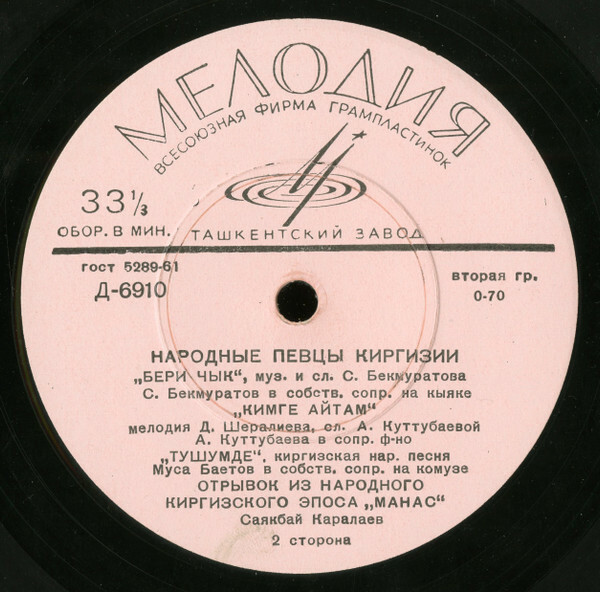 МЕЛОДИЯ
ВСЕСОЮЗНАЯ ФИРМА ГРАМПЛАСТИНОК
33 1/3
ОБОР. В МИН.
ТАШКЕНТСКИЙ ЗАВОД
гост 5289-61
Д-6910
вторая гр.
0-70
НАРОДНЫЕ ПЕВЦЫ КИРГИЗИИ
„БЕРИ ЧЫК“, муз. и сл. С. Бекмуратова
С. Бекмуратов в собств. сопр. на кыяке
„КИМГЕ АЙТАМ“
мелодия Д. Шералиева, сл. А. Куттубаевой
А. Куттубаева в сопр. ф-но
„ТУШУМДЕ“, киргизская нар. песня
Муса Баетов в собств. сопр. на комузе
ОТРЫВОК ИЗ НАРОДНОГО
КИРГИЗСКОГО ЭПОСА „МАНАС“
Саякбай Каралаев
2 сторона